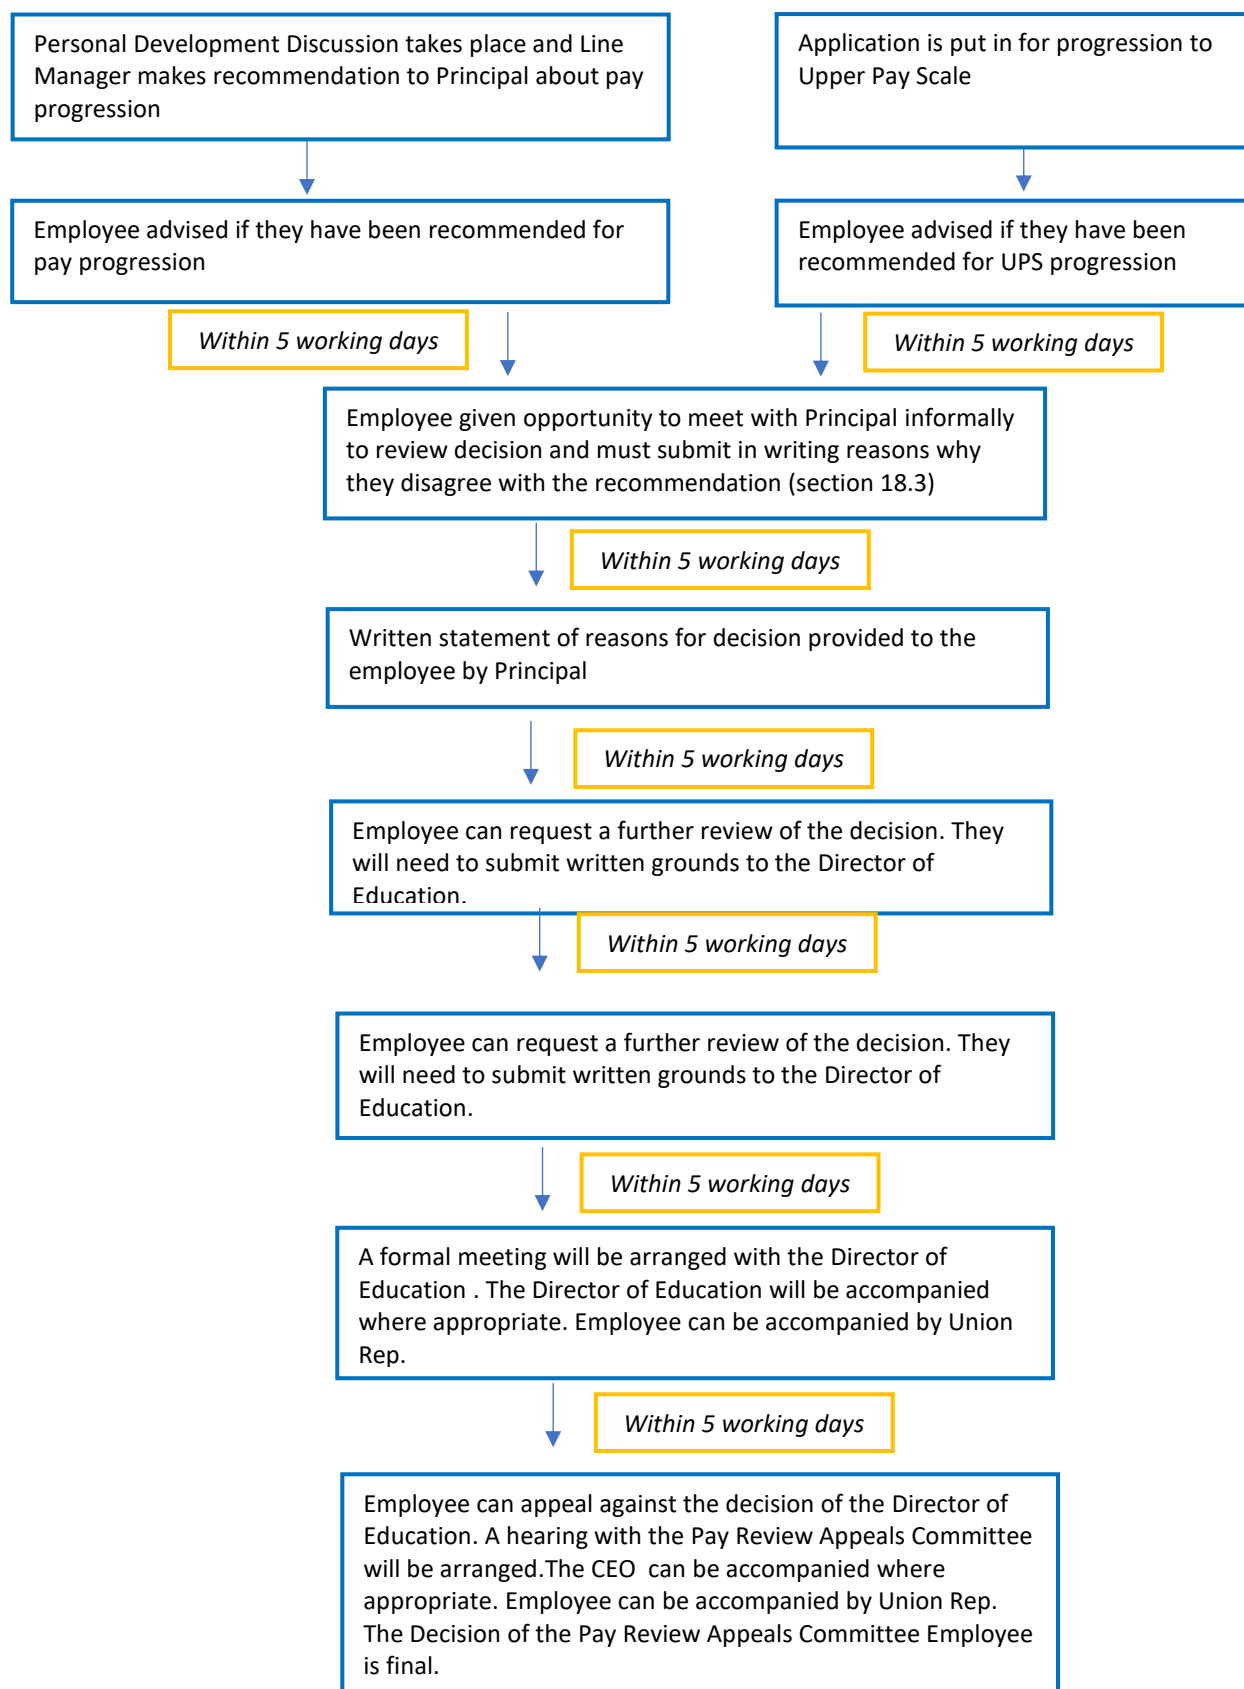 Personal Development Discussion takes place and Line
Manager makes recommendation to Principal about pay
progression
Application is put in for progression to
Upper Pay Scale
Employee advised if they have been recommended for
pay progression
Employee advised if they have been
recommended for UPS progression
Within 5 working days
Within 5 working days
Employee given opportunity to meet with Principal informally
to review decision and must submit in writing reasons why
they disagree with the recommendation (section 18.3)
Within 5 working days
Written statement of reasons for decision provided to the
employee by Principal
Within 5 working days
Employee can request a further review of the decision. They
will need to submit written grounds to the Director of
Education.
Within 5 working days
Employee can request a further review of the decision. They
will need to submit written grounds to the Director of
Education.
Within 5 working days
A formal meeting will be arranged with the Director of
Education . The Director of Education will be accompanied
where appropriate. Employee can be accompanied by Union
Rep.
Within 5 working days
Employee can appeal against the decision of the Director of
Education. A hearing with the Pay Review Appeals Committee
will be arranged.The CEO  can be accompanied where
appropriate. Employee can be accompanied by Union Rep.
The Decision of the Pay Review Appeals Committee Employee
is final.